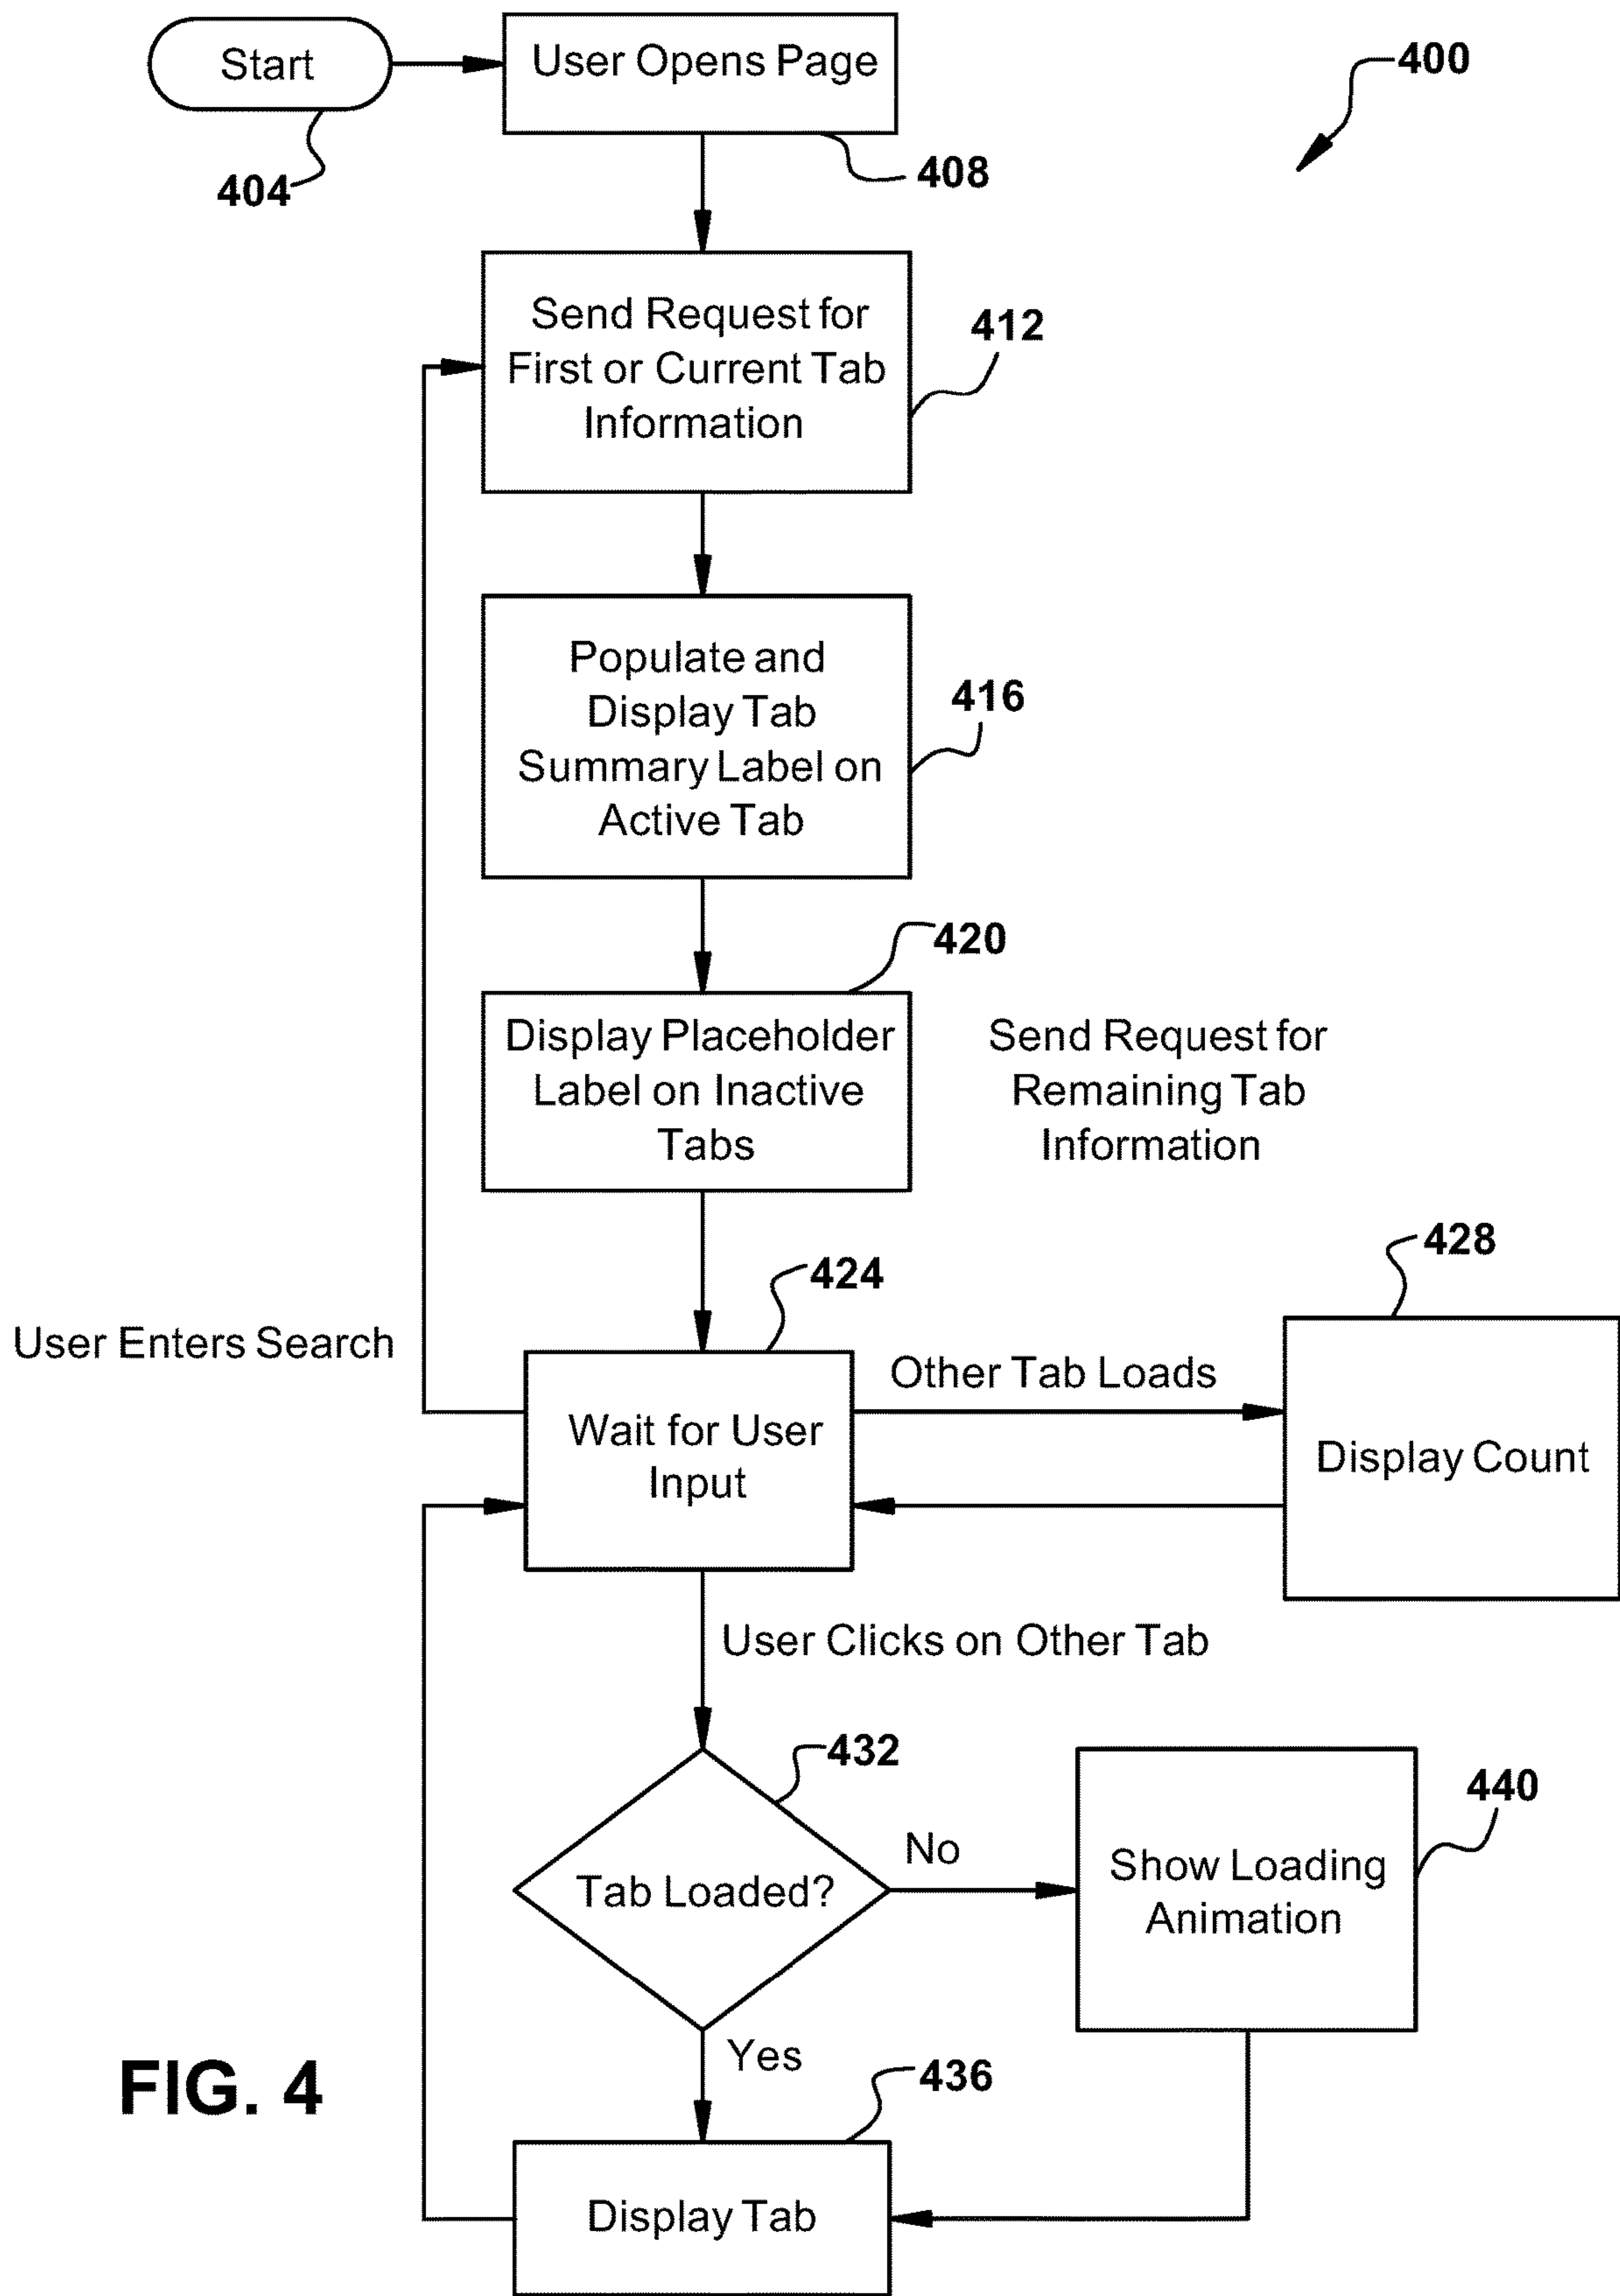 Start
User Opens Page
400
404
408
Send Request for
First or Current Tab
Information
412
Populate and
Display Tab
Summary Label on
Active Tab
416
420
Display Placeholder
Label on Inactive
Tabs
Send Request for
Remaining Tab
Information
428
424
User Enters Search
Other Tab Loads
Wait for User
Input
Display Count
User Clicks on Other Tab
432
440
No
Tab Loaded?
Show Loading
Animation
Yes
436
FIG. 4
Display Tab